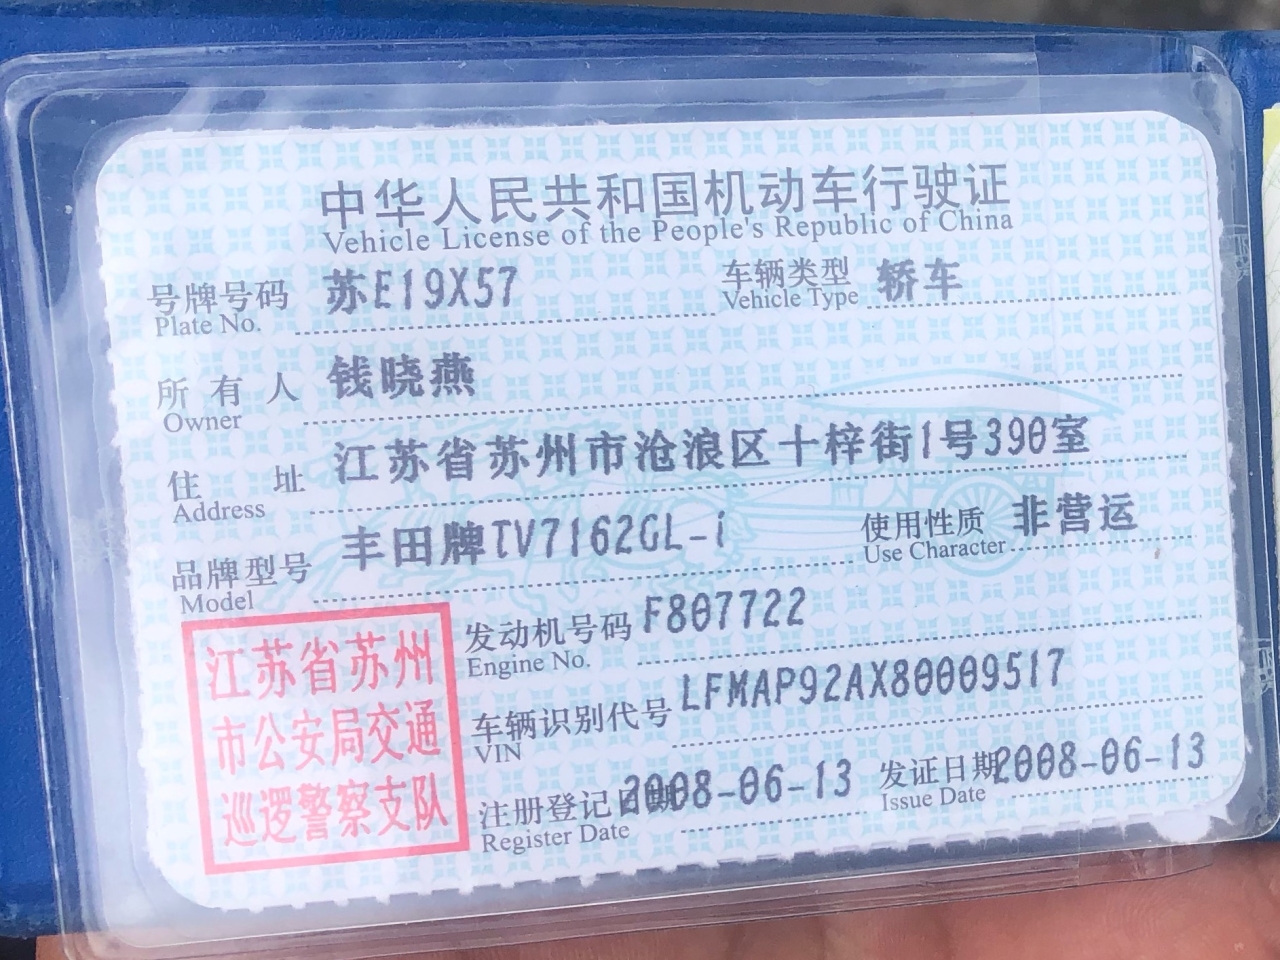 中华人民共和国机动车行驶证
Vehicle License of the People's Republic of China
号牌号码 苏E19X57 车辆类型 轿车
Plate No. Vehicle Type
所有人 钱晓燕
Owner
住址 江苏省苏州市沧浪区十梓街1号390室
Address
品牌型号 丰田牌TV7162GL-i 使用性质 非营运
Model Use Character
江苏省苏州
市公安局交通
巡逻警察支队
发动机号码 F807722
Engine No.
车辆识别代号 LFMAP92AX80009517
VIN
注册登记日期 2008-06-13 发证日期 2008-06-13
Register Date Issue Date